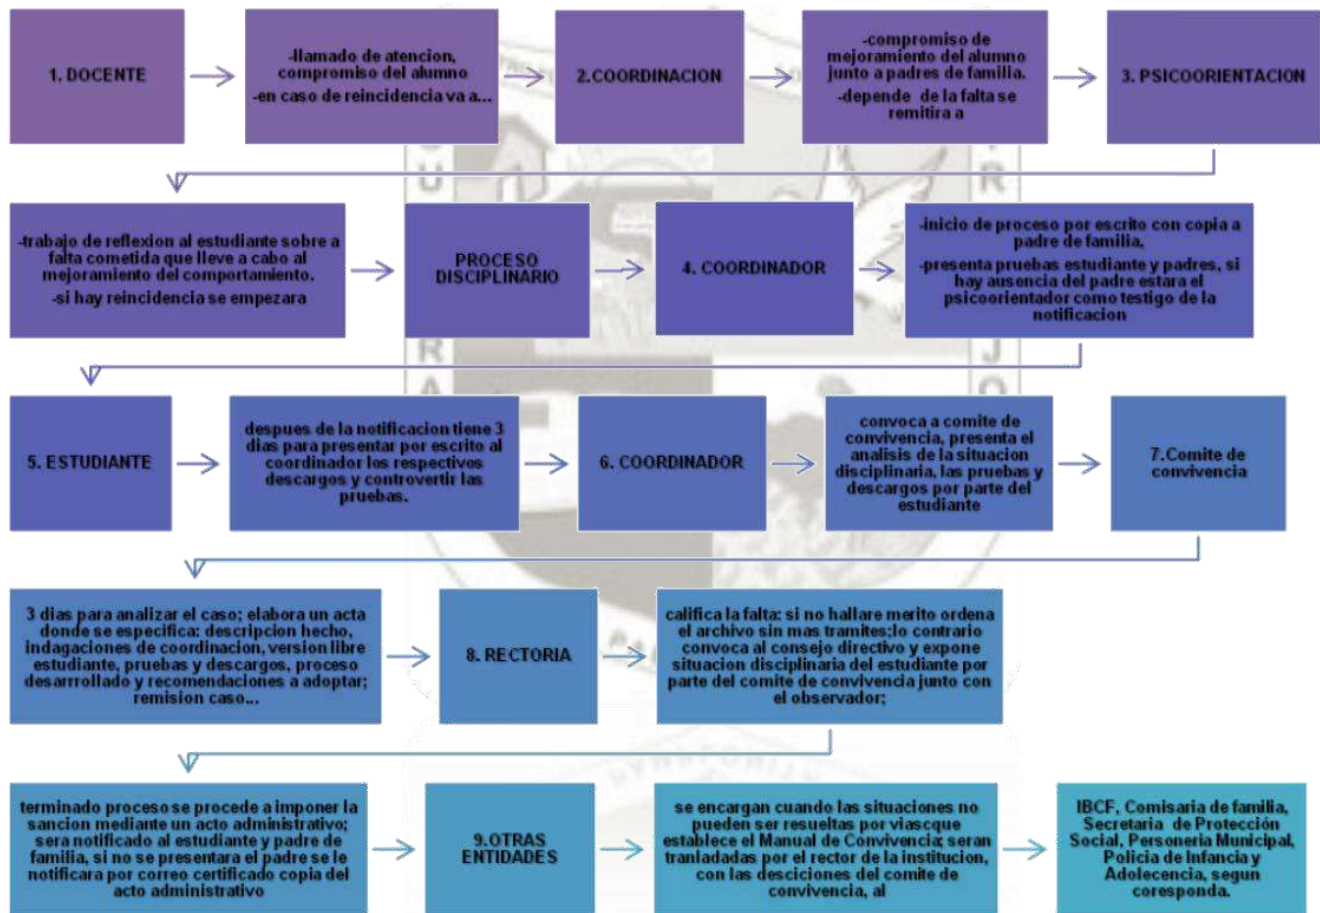 1. DOCENTE
-llamado de atencion,
compromiso del alumno
-en caso de reincidencia va a...
2.COORDINACION
-compromiso de
mejoramiento del alumno
junto a padres de familia.
-depende de la falta se
remitira a
3. PSICOORIENTACION
-trabajo de reflexion al estudiante sobre a
falta cometida que lleve a cabo al
mejoramiento del comportamiento.
-si hay reincidencia se empezara
PROCESO
DISCIPLINARIO
4. COORDINADOR
-inicio de proceso por escrito con copia a
padre de familia,
-presenta pruebas estudiante y padres, si
hay ausencia del padre estara el
psicoorientador como testigo de la
notificacion
5. ESTUDIANTE
despues de la notificacion tiene 3
dias para presentar por escrito al
coordinador los respectivos
descargos y controvertir las
pruebas.
6. COORDINADOR
convoca a comite de
convivencia, presenta el
analisis de la situacion
disciplinaria, las pruebas y
descargos por parte del
estudiante
7.Comite de
convivencia
3 dias para analizar el caso; elabora un acta
donde se especifica: descripcion hecho,
indagaciones de coordinacion, version libre
estudiante, pruebas y descargos, proceso
desarrrollado y recomendaciones a adoptar;
remision caso...
8. RECTORIA
califica la falta: si no hallare merito ordena
el archivo sin mas tramites;lo contrario
convoca al consejo directivo y expone
situacion disciplinaria del estudiante por
parte del comite de convivencia junto con
el observador;
terminado proceso se procede a imponer la
sancion mediante un acto administrativo;
sera notificado al estudiante y padre de
familia, si no se presentara el padre se le
notificara por correo certificado copia del
acto administrativo
9.OTRAS
ENTIDADES
se encargan cuando las situaciones no
pueden ser resueltas por viascque
establece el Manual de Convivencia; seran
tranladadas por el rector de la institucion,
con las desciciones del comite de
convivencia, al
IBCF, Comisaria de familia,
Secretaria de Protección
Social, Personería Municipal,
Policia de Infancia y
Adolecencia, segun
coresponda.